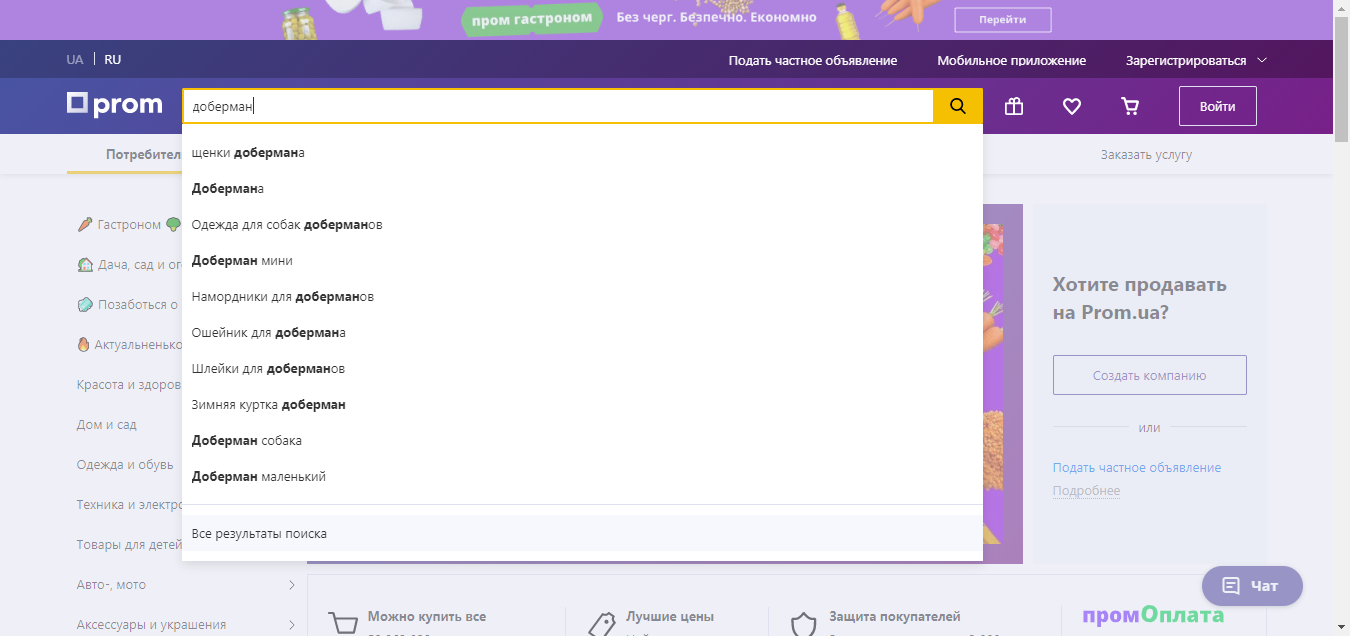 пром гастроном Без черг. Безпечно. Економно Перейти
UA RU Подать частное объявление Мобильное приложение Зарегистрироваться
prom доберман Войти
Потребител Заказать услугу
щенки добермана
Добермана
Одежда для собак доберманов
Доберман мини
Намордники для доберманов
Ошейник для добермана
Шлейки для доберманов
Зимняя куртка доберман
Доберман собака
Доберман маленький
Все результаты поиска
Гастроном
Дача, сад и ог
Позаботься о
Актуальненько
Красота и здоров
Дом и сад
Одежда и обувь
Техника и электро
Товары для детей
Авто-, мото
Аксессуары и украшения
Хотите продавать
на Prom.ua?
Создать компанию
или
Подать частное объявление
Подробнее
Чат
Можно купить все
Лучшие цены
Защита покупателей
промОплата